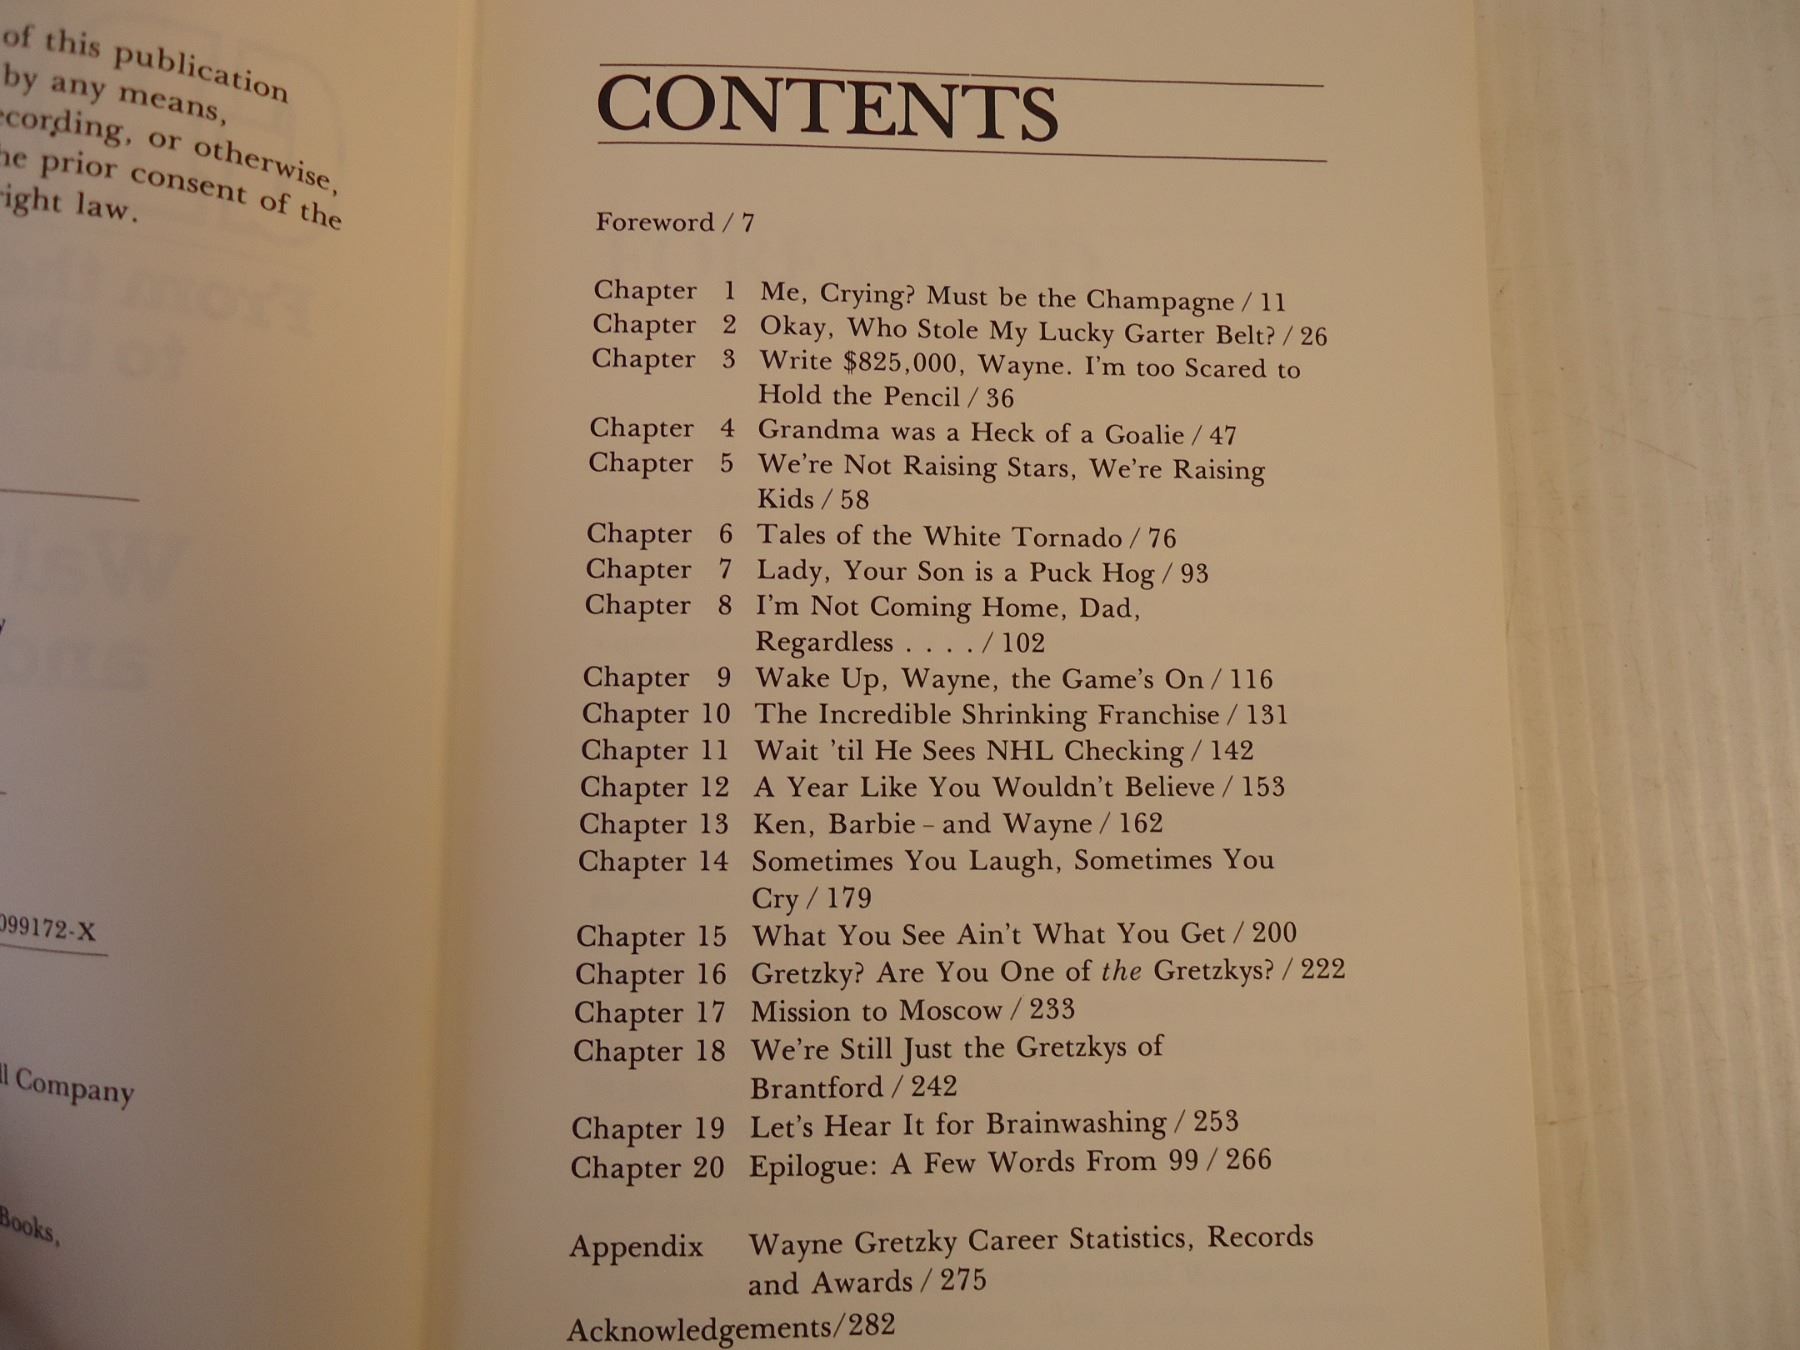 of this publication
by any means,
or otherwise,
prior consent of the
law.
099172-X
Company
Books,
CONTENTS
Foreword / 7
Chapter 1 Me, Crying? Must be the Champagne / 11
Chapter 2 Okay, Who Stole My Lucky Garter Belt? / 26
Chapter 3 Write $825,000, Wayne. I'm too Scared to
Hold the Pencil / 36
Chapter 4 Grandma was a Heck of a Goalie / 47
Chapter 5 We're Not Raising Stars, We're Raising
Kids / 58
Chapter 6 Tales of the White Tornado / 76
Chapter 7 Lady, Your Son is a Puck Hog / 93
Chapter 8 I'm Not Coming Home, Dad,
Regardless . . . . / 102
Chapter 9 Wake Up, Wayne, the Game's On / 116
Chapter 10 The Incredible Shrinking Franchise / 131
Chapter 11 Wait 'til He Sees NHL Checking / 142
Chapter 12 A Year Like You Wouldn't Believe / 153
Chapter 13 Ken, Barbie – and Wayne / 162
Chapter 14 Sometimes You Laugh, Sometimes You
Cry / 179
Chapter 15 What You See Ain't What You Get / 200
Chapter 16 Gretzky? Are You One of the Gretzkys? / 222
Chapter 17 Mission to Moscow / 233
Chapter 18 We're Still Just the Gretzkys of
Brantford / 242
Chapter 19 Let's Hear It for Brainwashing / 253
Chapter 20 Epilogue: A Few Words From 99 / 266
Appendix Wayne Gretzky Career Statistics, Records
and Awards / 275
Acknowledgements/282